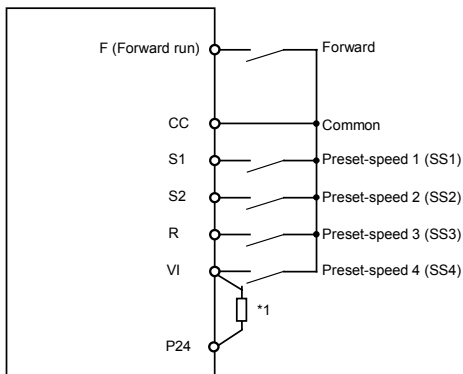 F (Forward run) Forward
CC Common
S1 Preset-speed 1 (SS1)
S2 Preset-speed 2 (SS2)
R Preset-speed 3 (SS3)
VI Preset-speed 4 (SS4)
*1
P24